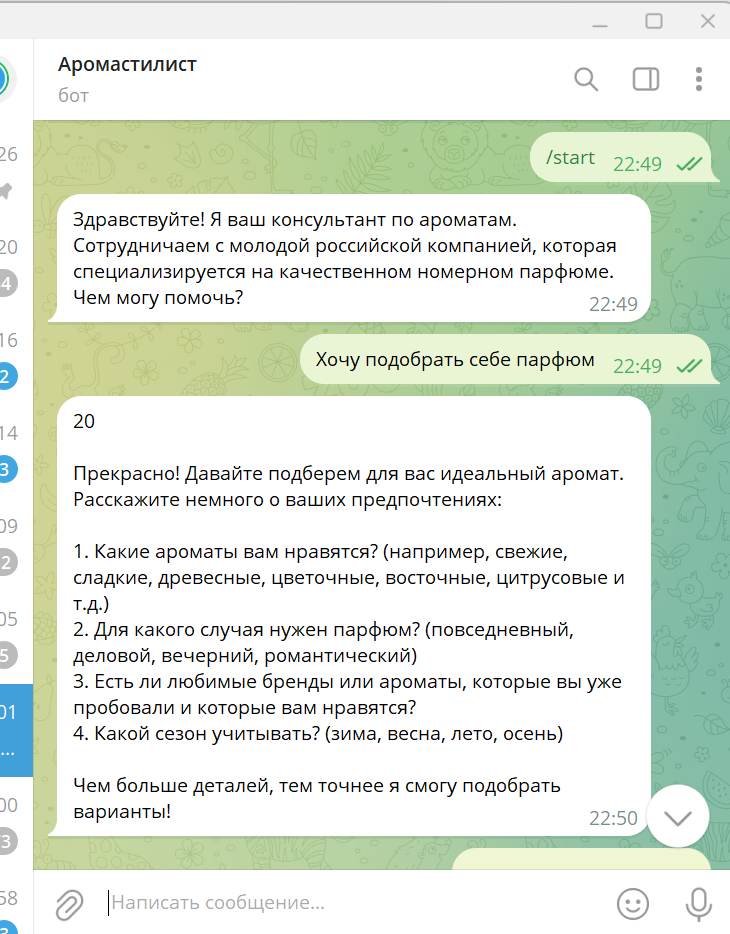 Аромастилист
бот
26
/start 22:49
Здравствуйте! Я ваш консультант по ароматам.
20
Сотрудничаем с молодой российской компанией, которая
4
специализируется на качественном номерном парфюме.
Чем могу помочь?
22:49
16
Хочу подобрать себе парфюм 22:49
2
20
14
3
Прекрасно! Давайте подберем для вас идеальный аромат.
Расскажите немного о ваших предпочтениях:
09
1. Какие ароматы вам нравятся? (например, свежие,
2
сладкие, древесные, цветочные, восточные, цитрусовые и
т.д.)
05
2. Для какого случая нужен парфюм? (повседневный,
5
деловой, вечерний, романтический)
3. Есть ли любимые бренды или ароматы, которые вы уже
01
пробовали и которые вам нравятся?
4. Какой сезон учитывать? (зима, весна, лето, осень)
...
Чем больше деталей, тем точнее я смогу подобрать
00
варианты!
22:50
3
58
Написать сообщение...
3